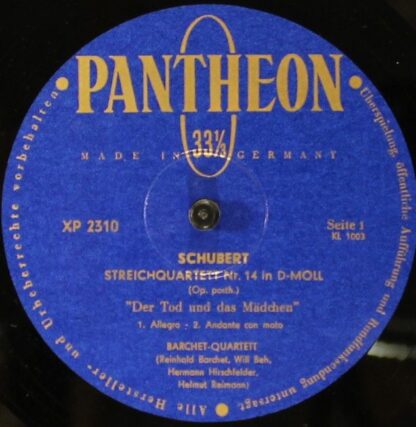 PANTHEON
33 1/3
MADE IN GERMANY
XP 2310
Seite 1
Kl. 1003
SCHUBERT
STREICHQUARTETT Nr. 14 in D-MOLL
(Op. posth.)
"Der Tod und das Mädchen"
1. Allegro - 2. Andante con moto
BARCHET-QUARTETT
(Reinhold Barchet, Will Beh,
Hermann Hirschfelder,
Helmut Reimann)
• Alle Hersteller- und Urheberrechte vorbehalten • Überspielung, öffentliche Aufführung und Rundfunksendung untersagt